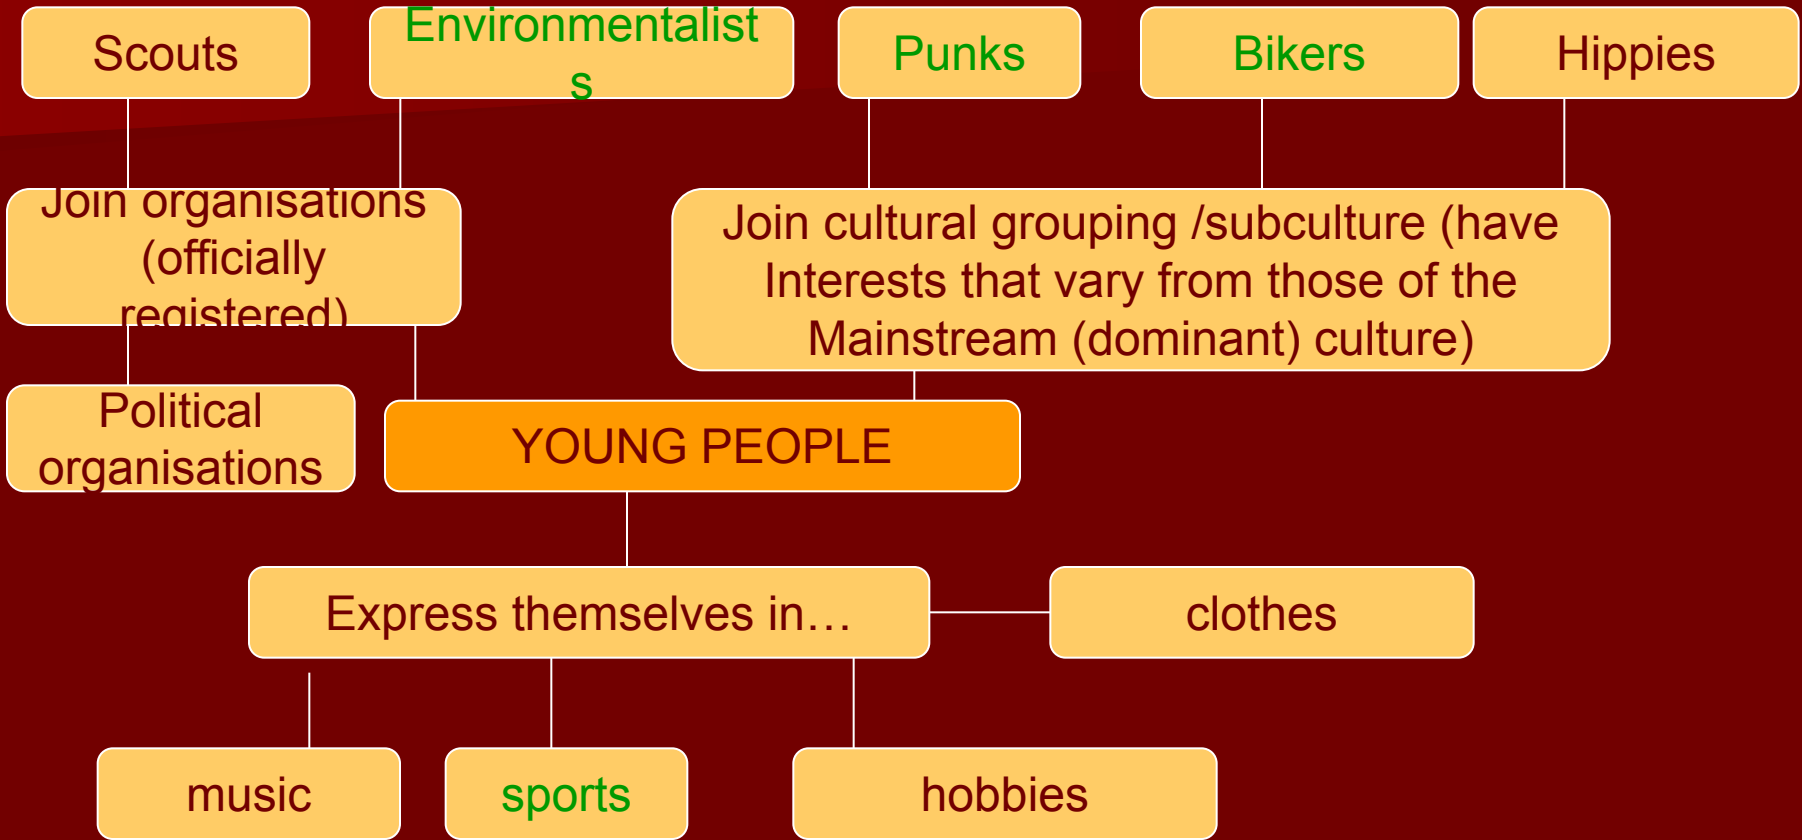 Scouts
Environmentalist
s
Punks
Bikers
Hippies
Join organisations
(officially
registered)
Join cultural grouping /subculture (have
Interests that vary from those of the
Mainstream (dominant) culture)
Political
organisations
YOUNG PEOPLE
Express themselves in…
clothes
music
sports
hobbies